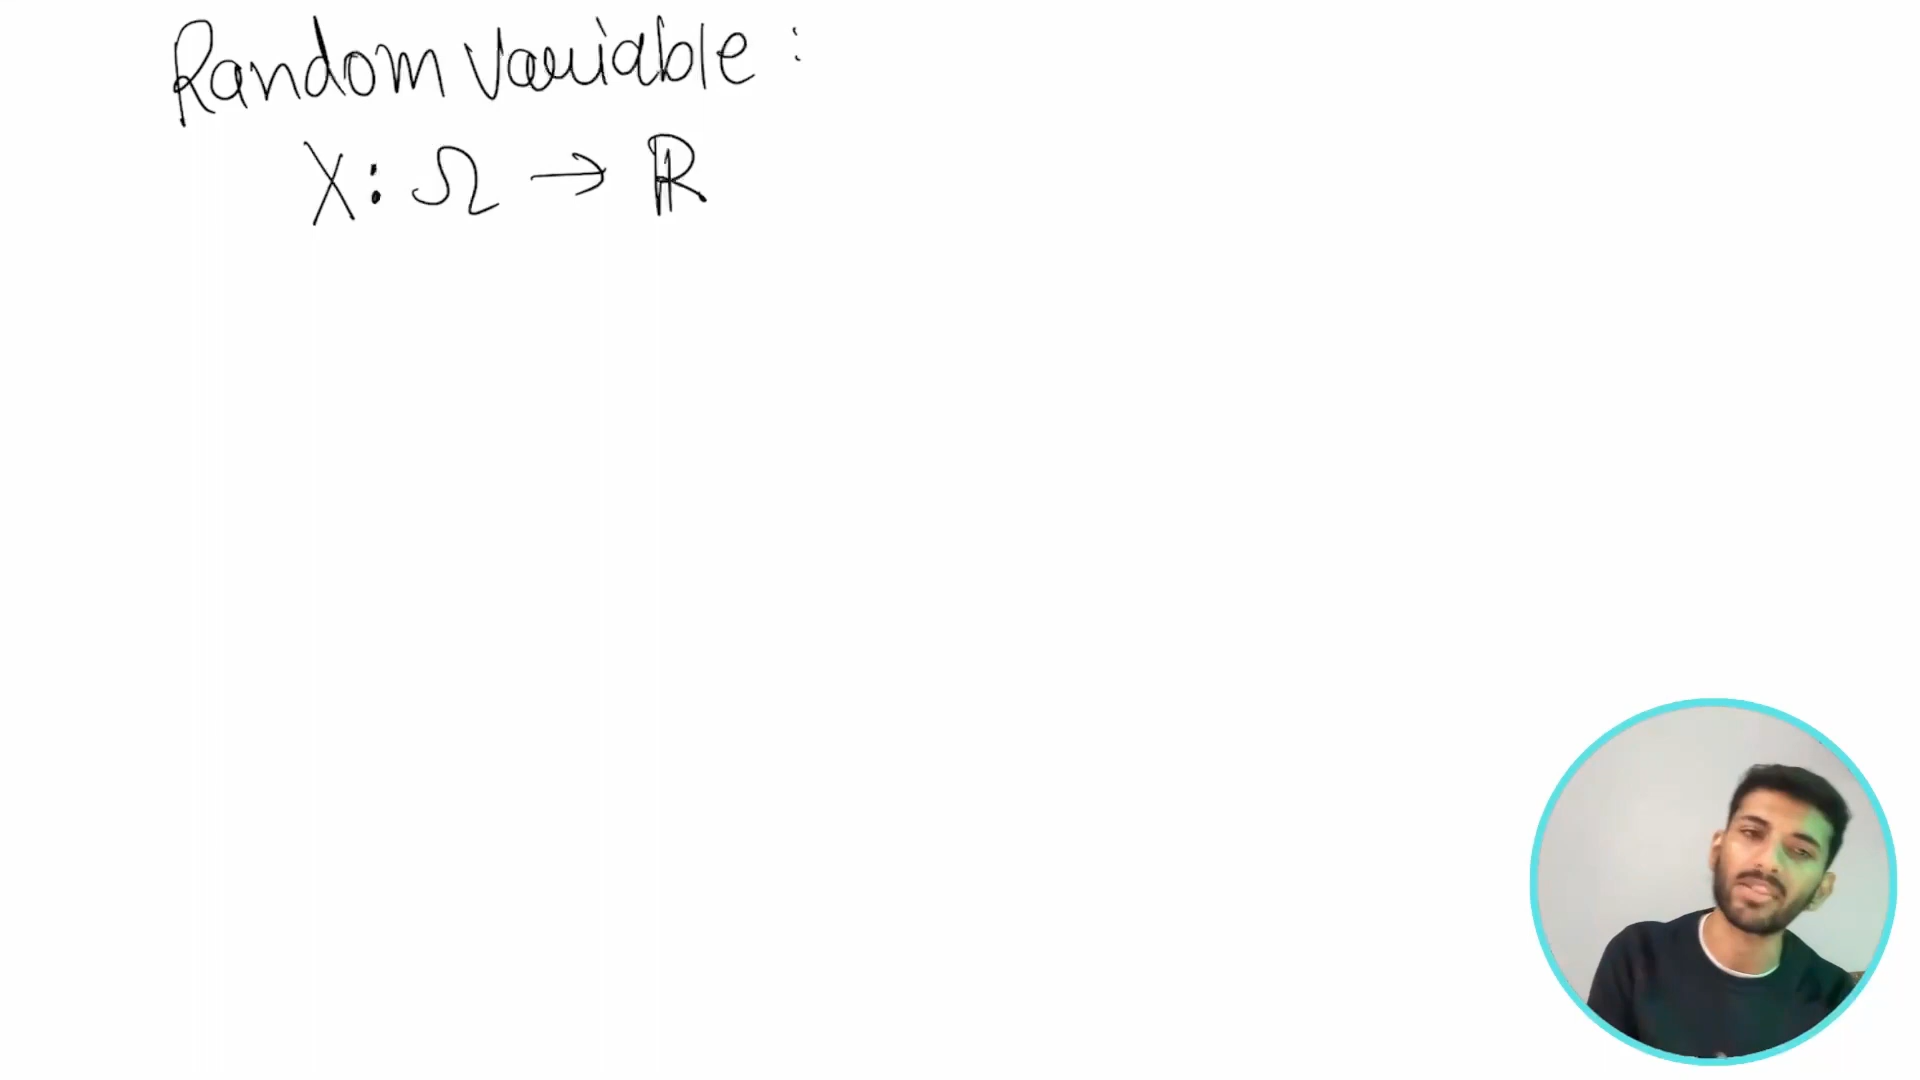 Random Variable :
X : Ω → ℝ